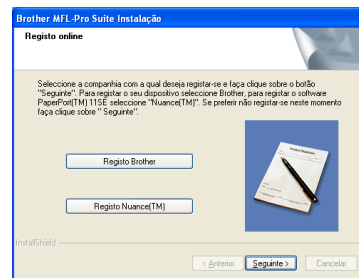 Brother MFL-Pro Suite Instalação
Registo online
Seleccione a companhia com a qual deseja registar-se e faça clique sobre o botão
"Seguinte". Para registar o seu dispositivo seleccione Brother, para registar o software
PaperPort(TM) 11SE seleccione "Nuance(TM)". Se preferir não registar-se neste momento
faça clique sobre " Seguinte".
Registo Brother
Registo Nuance(TM)
InstallShield
< Anterior
Seguinte >
Cancelar